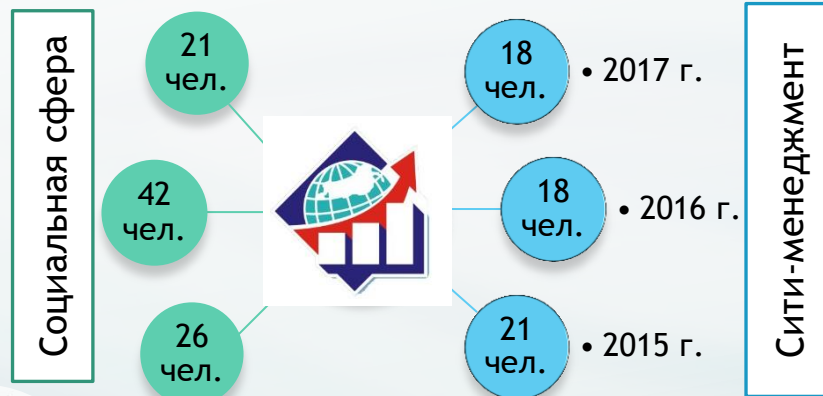 Социальная сфера
21
чел.
42
чел.
26
чел.
18
чел.
• 2017 г.
18
чел.
• 2016 г.
21
чел.
• 2015 г.
Сити-менеджмент